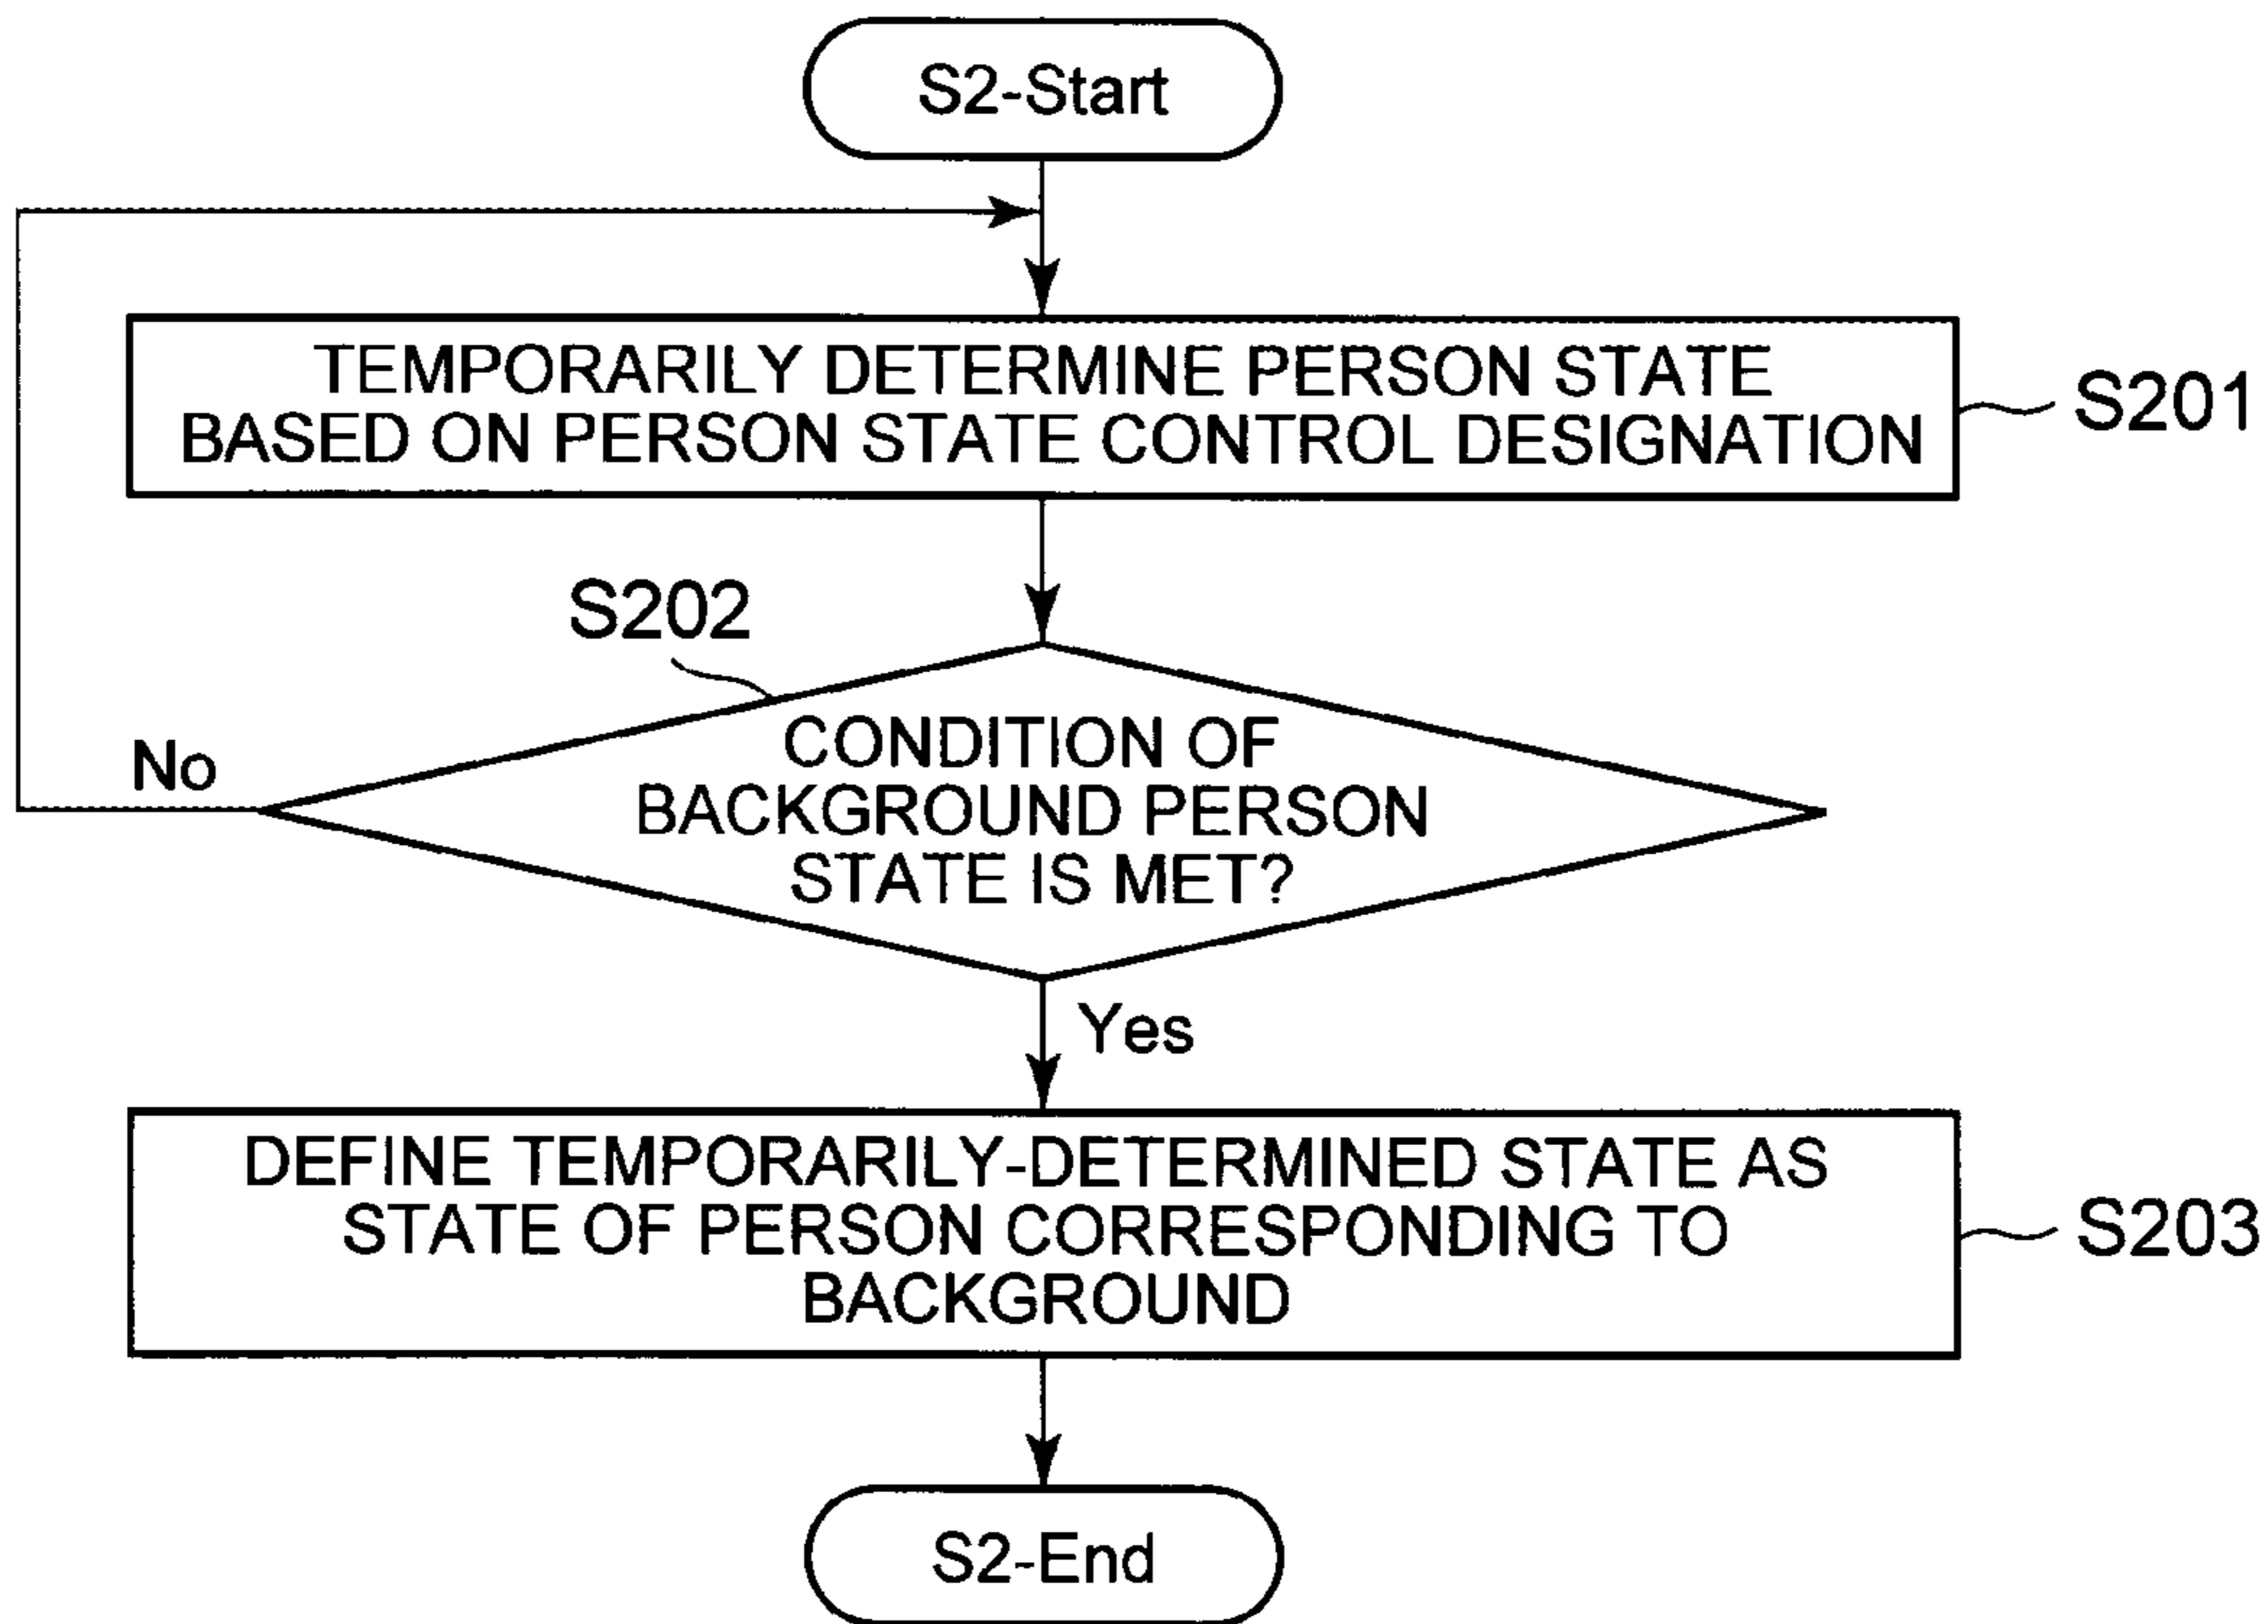 S2-Start
TEMPORARILY DETERMINE PERSON STATE
BASED ON PERSON STATE CONTROL DESIGNATION
S201
S202
CONDITION OF
BACKGROUND PERSON
STATE IS MET?
No
Yes
DEFINE TEMPORARILY-DETERMINED STATE AS
STATE OF PERSON CORRESPONDING TO
BACKGROUND
S203
S2-End